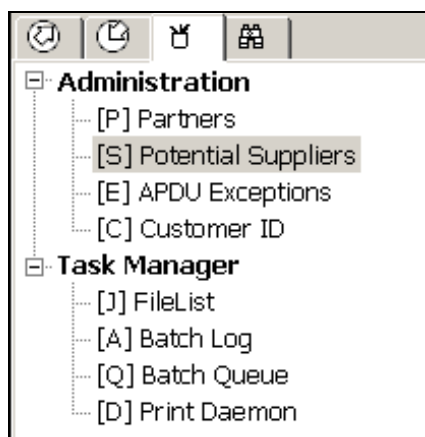 Administration
[P] Partners
[S] Potential Suppliers
[E] APDU Exceptions
[C] Customer ID
Task Manager
[J] FileList
[A] Batch Log
[Q] Batch Queue
[D] Print Daemon